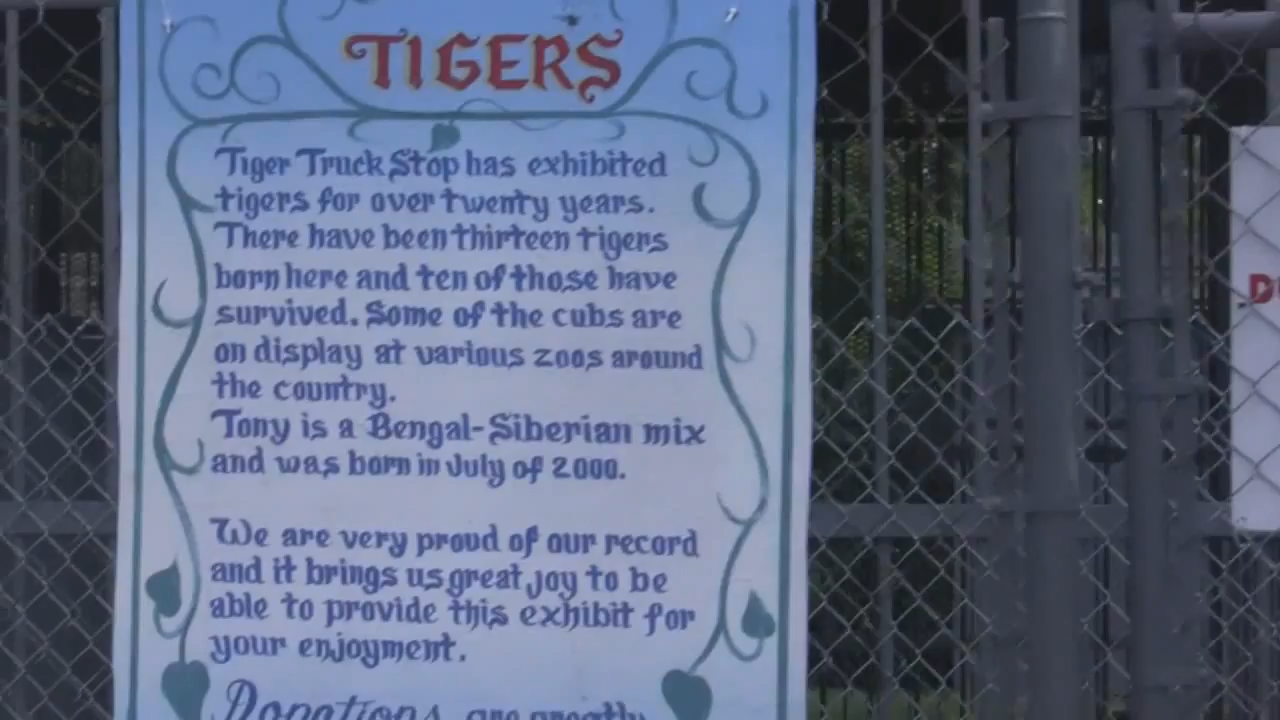 TIGERS
Tiger Truck Stop has exhibited
tigers for over twenty years.
There have been thirteen tigers
born here and ten of those have
survived. Some of the cubs are
on display at various zoos around
the country.
Tony is a Bengal-Siberian mix
and was born in July of 2000.
We are very proud of our record
and it brings us great joy to be
able to provide this exhibit for
your enjoyment.
Donations are greatly
D